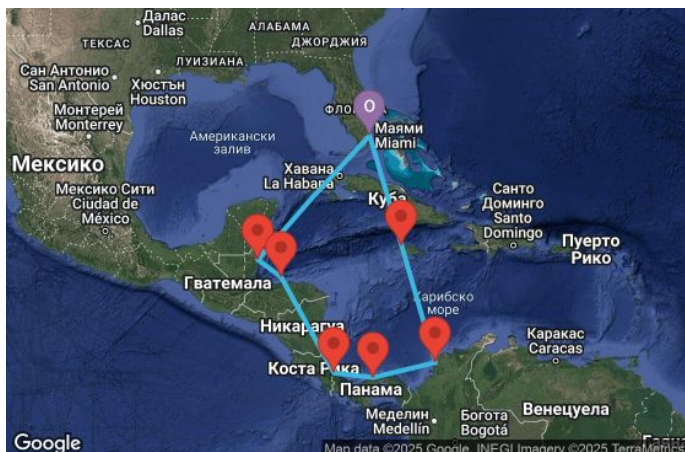 Далас
Dallas
АЛАБАМА
ТЕКСАС
ДЖОРДЖИЯ
ЛУИЗИАНА
Сан Антонио
San Antonio
Хюстън
Houston
O
Монтерей
Monterrey
Американски
залив
Маями
Miami
Мексико
Хавана
La Habana
Мексико Сити
Ciudad de
México
Куба
Санто
Доминго
Santo
Domingo
Пуерто
Рико
Гватемала
Карибско
море
Никарагуа
Каракас
Caracas
Коста Рика
Панама
Меделин
Medellín
Богота
Bogotá
Венецуела
Google
Map data ©2025 Google, INEGI Imagery ©2025 TerraMetrics